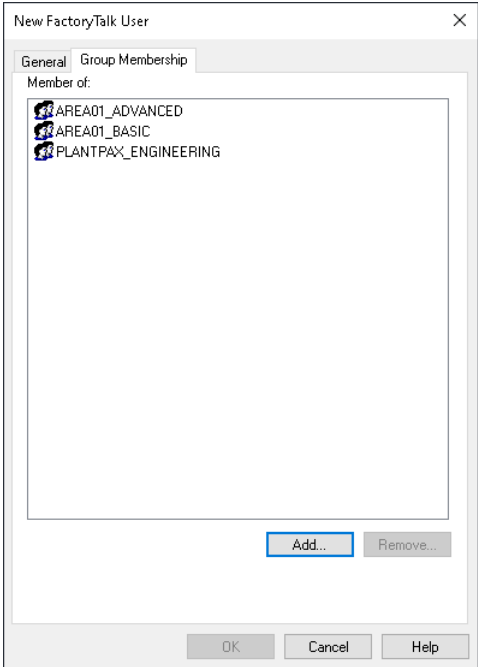 New FactoryTalk User
General
Group Membership
Member of:
AREA01_ADVANCED
AREA01_BASIC
PLANTPAX_ENGINEERING
Add...
Remove...
OK
Cancel
Help